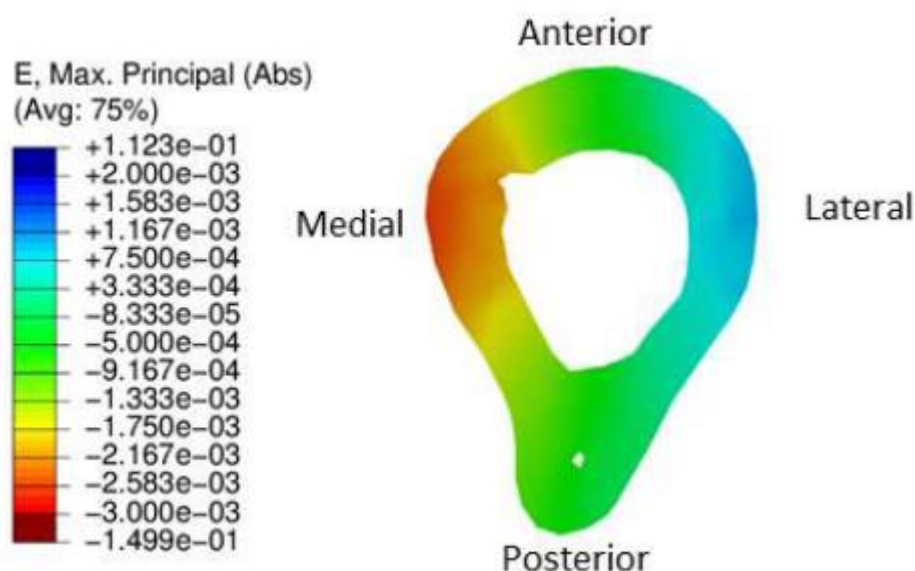 Anterior
E, Max. Principal (Abs)
(Avg: 75%)
+1.123e−01
+2.000e−03
+1.583e−03
+1.167e−03
+7.500e−04
+3.333e−04
−8.333e−05
−5.000e−04
−9.167e−04
−1.333e−03
−1.750e−03
−2.167e−03
−2.583e−03
−3.000e−03
−1.499e−01
Medial
Lateral
Posterior